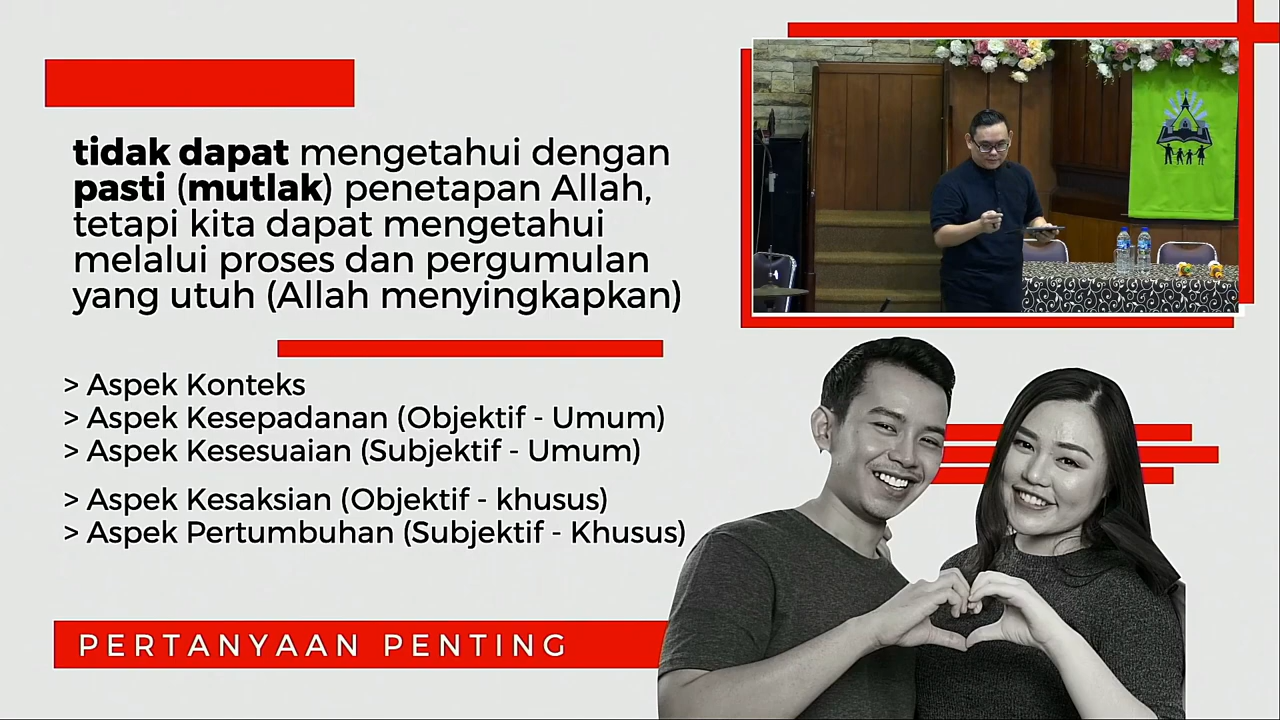 tidak dapat mengetahui dengan
pasti (mutlak) penetapan Allah,
tetapi kita dapat mengetahui
melalui proses dan pergumulan
yang utuh (Allah menyingkapkan)
> Aspek Konteks
> Aspek Kesepadanan (Objektif - Umum)
> Aspek Kesesuaian (Subjektif - Umum)
> Aspek Kesaksian (Objektif - khusus)
> Aspek Pertumbuhan (Subjektif - Khusus)
PERTANYAAN PENTING